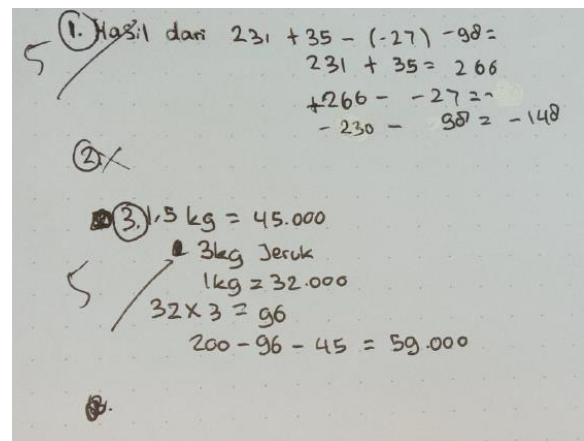 1. Hasil dari 231 + 35 - (-27) - 98 =
5
231 + 35 = 266
+266 - -27 = -
- 230 - 98 = - 148
2. X
3. 1,5 kg = 45.000
3kg Jeruk
5
1kg = 32.000
32 x 3 = 96
200 - 96 - 45 = 59.000